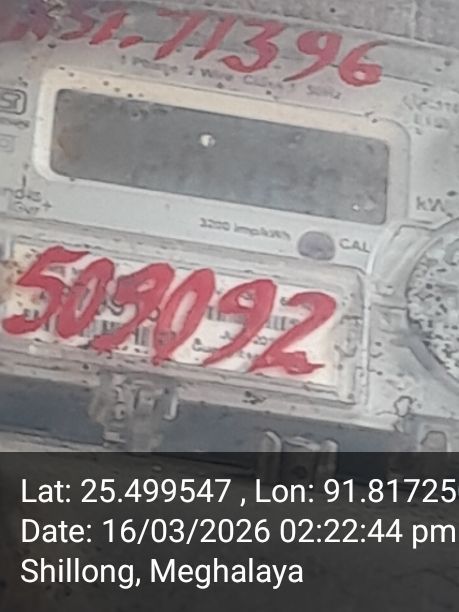 71396
1 Phase 2 Wire
kW
3200 imp/kWh
CAL
509092
Lat: 25.499547 , Lon: 91.81725
Date: 16/03/2026 02:22:44 pm
Shillong, Meghalaya